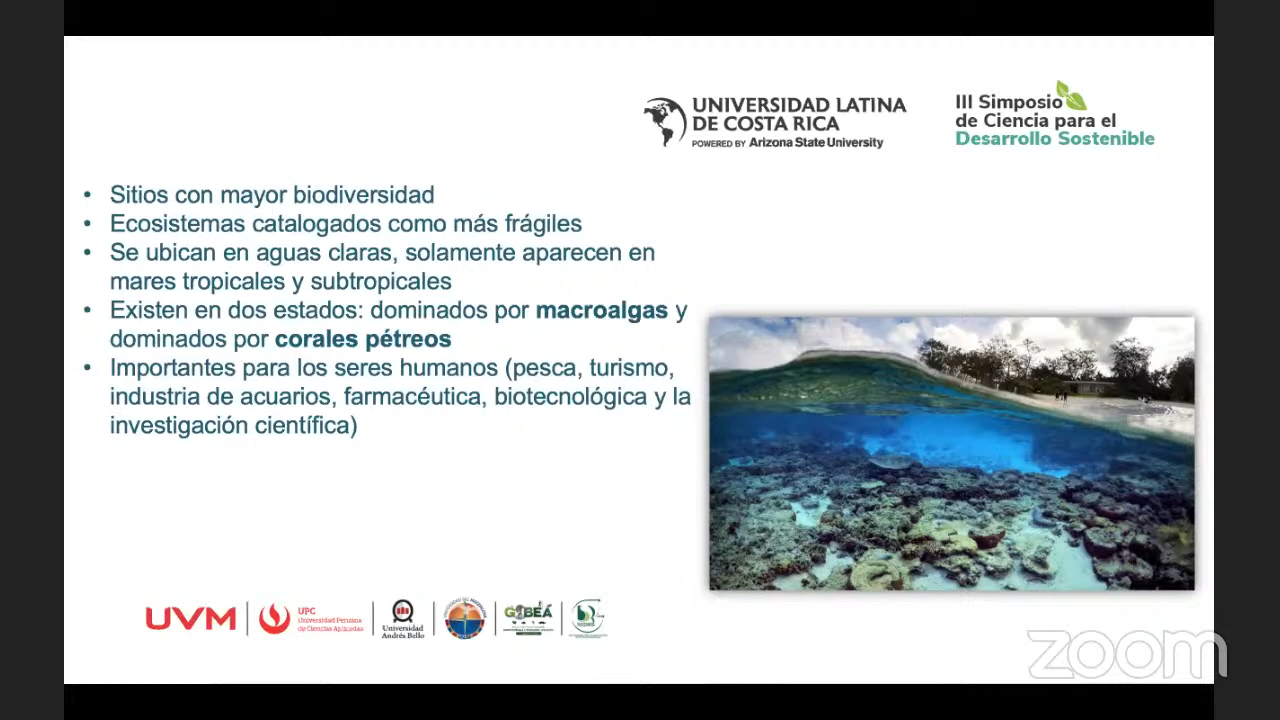 UNIVERSIDAD LATINA
DE COSTA RICA
POWERED BY Arizona State University
III Simposio
de Ciencia para el
Desarrollo Sostenible
• Sitios con mayor biodiversidad
• Ecosistemas catalogados como más frágiles
• Se ubican en aguas claras, solamente aparecen en
mares tropicales y subtropicales
• Existen en dos estados: dominados por macroalgas y
dominados por corales pétreos
• Importantes para los seres humanos (pesca, turismo,
industria de acuarios, farmacéutica, biotecnológica y la
investigación científica)
UVM
UPC
Universidad Peruana
de Ciencias Aplicadas
Universidad
Andrés Bello
zoom